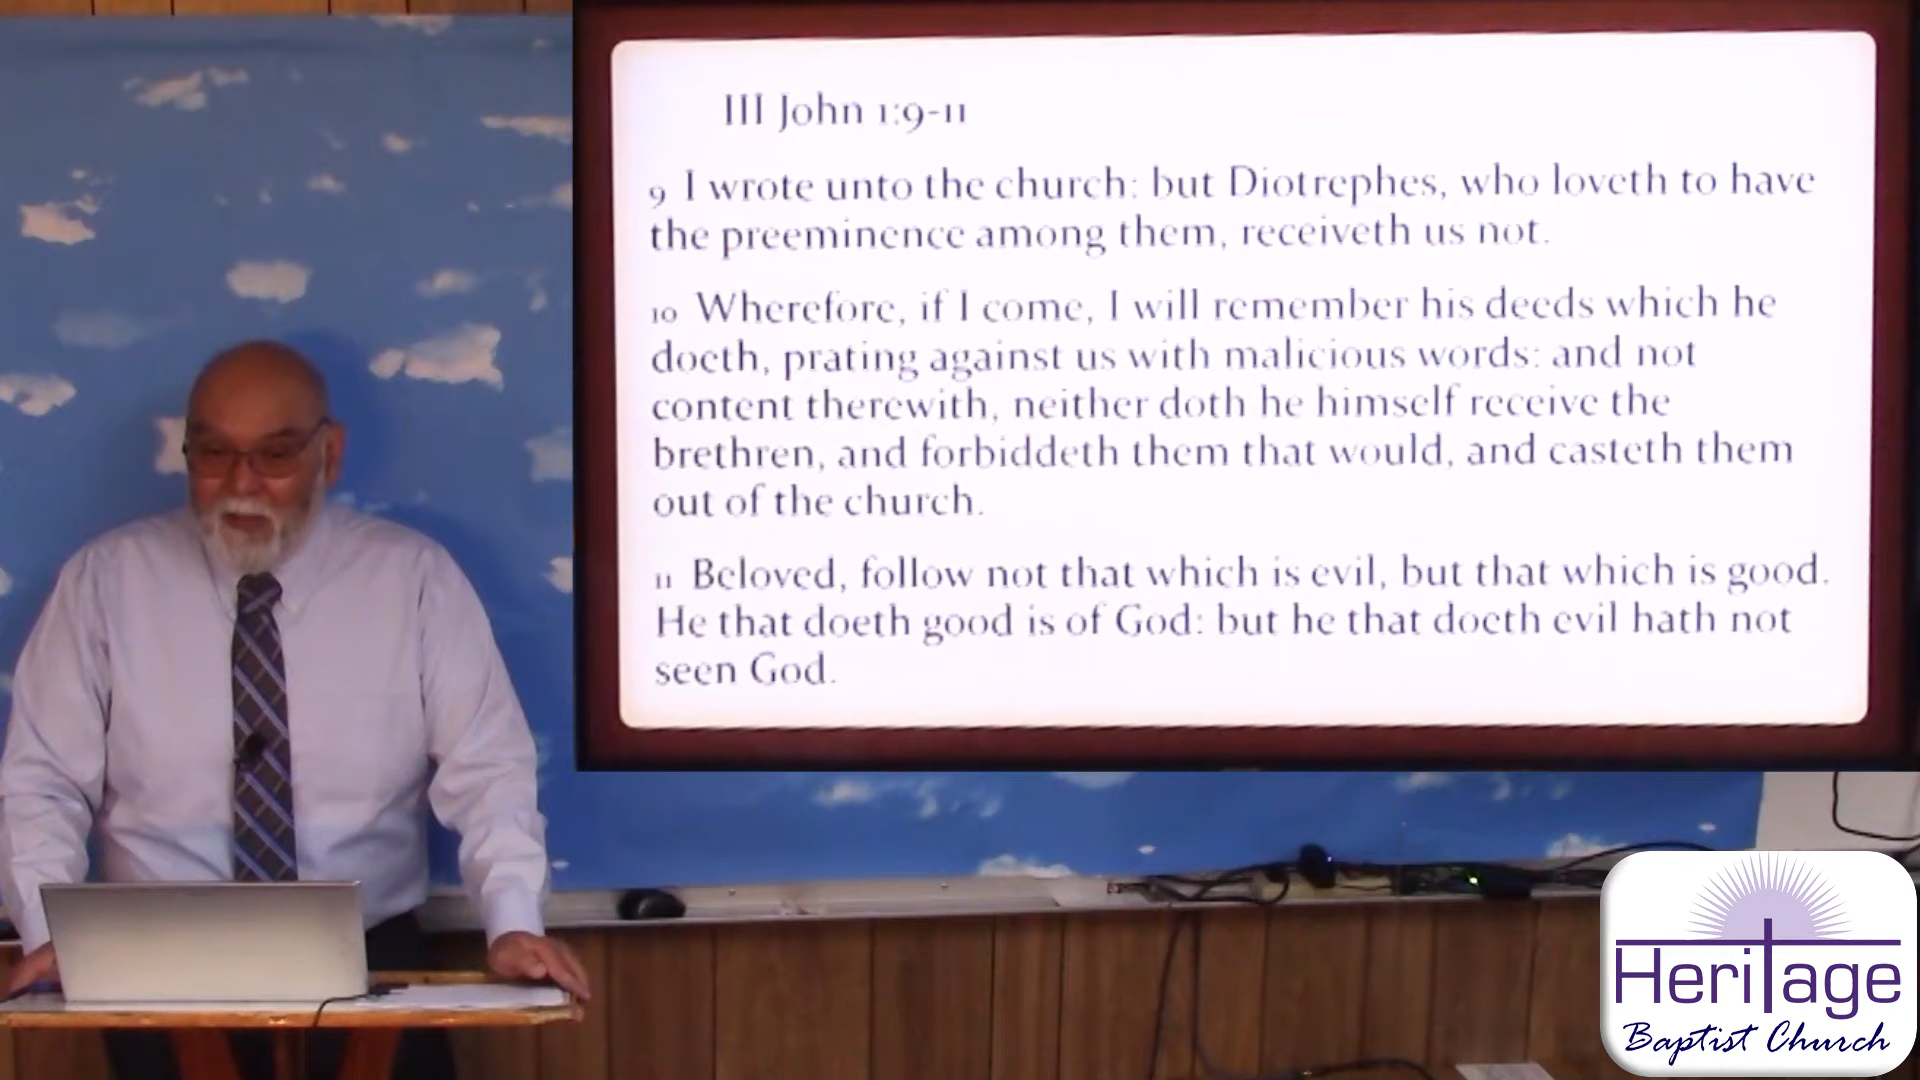 III John 1:9-11
9 I wrote unto the church: but Diotrephes, who loveth to have
the preeminence among them, receiveth us not.
10 Wherefore, if I come, I will remember his deeds which he
doeth, prating against us with malicious words: and not
content therewith, neither doth he himself receive the
brethren, and forbiddeth them that would, and casteth them
out of the church.
11 Beloved, follow not that which is evil, but that which is good.
He that doeth good is of God: but he that doeth evil hath not
seen God.
Heritage
Baptist Church